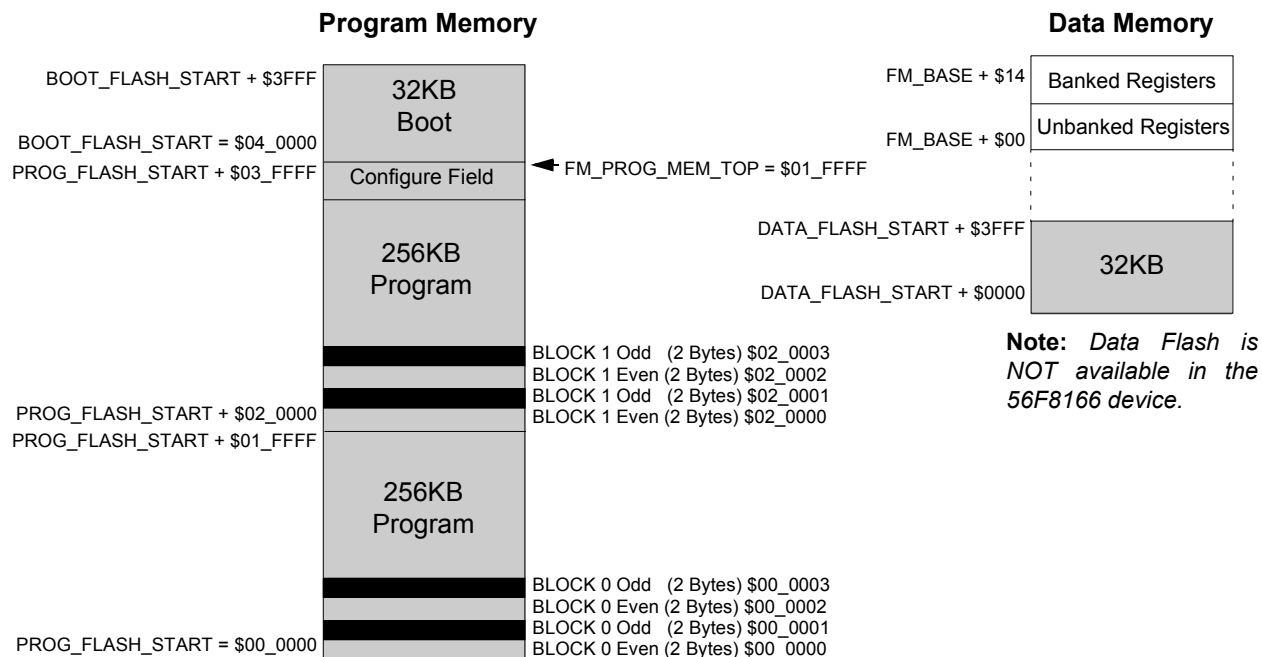 Program Memory
BOOT_FLASH_START + $3FFF
32KB
Boot
BOOT_FLASH_START = $04_0000
PROG_FLASH_START + $03_FFFF
Configure Field
FM_PROG_MEM_TOP = $01_FFFF
256KB
Program
BLOCK 1 Odd (2 Bytes) $02_0003
BLOCK 1 Even (2 Bytes) $02_0002
BLOCK 1 Odd (2 Bytes) $02_0001
PROG_FLASH_START + $02_0000
BLOCK 1 Even (2 Bytes) $02_0000
PROG_FLASH_START + $01_FFFF
256KB
Program
BLOCK 0 Odd (2 Bytes) $00_0003
BLOCK 0 Even (2 Bytes) $00_0002
BLOCK 0 Odd (2 Bytes) $00_0001
PROG_FLASH_START = $00_0000
BLOCK 0 Even (2 Bytes) $00_0000
Data Memory
FM_BASE + $14
Banked Registers
Unbanked Registers
FM_BASE + $00
DATA_FLASH_START + $3FFF
32KB
DATA_FLASH_START + $0000
Note: Data Flash is
NOT available in the
56F8166 device.